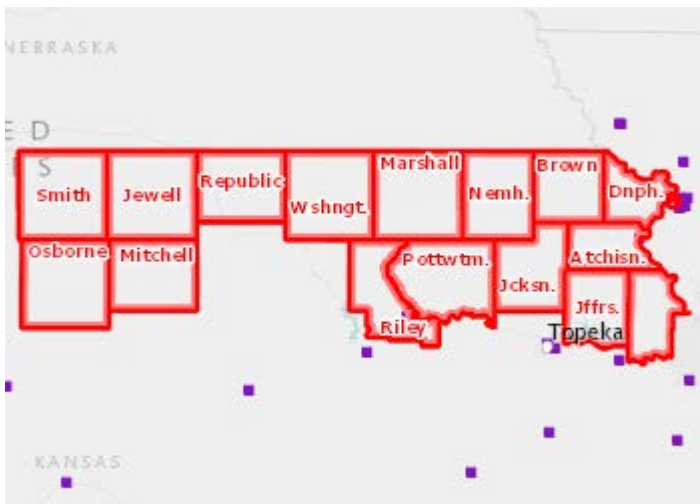 NEBRASKA
E D
E S
Marshall
Brown
Republic
Smith
Jewell
Nemh.
Dnph.
Wshngt.
Osborne
Mitchell
Pottwtm.
Atchisn.
Jcksn.
Jffrs.
Riley
Topeka
KANSAS